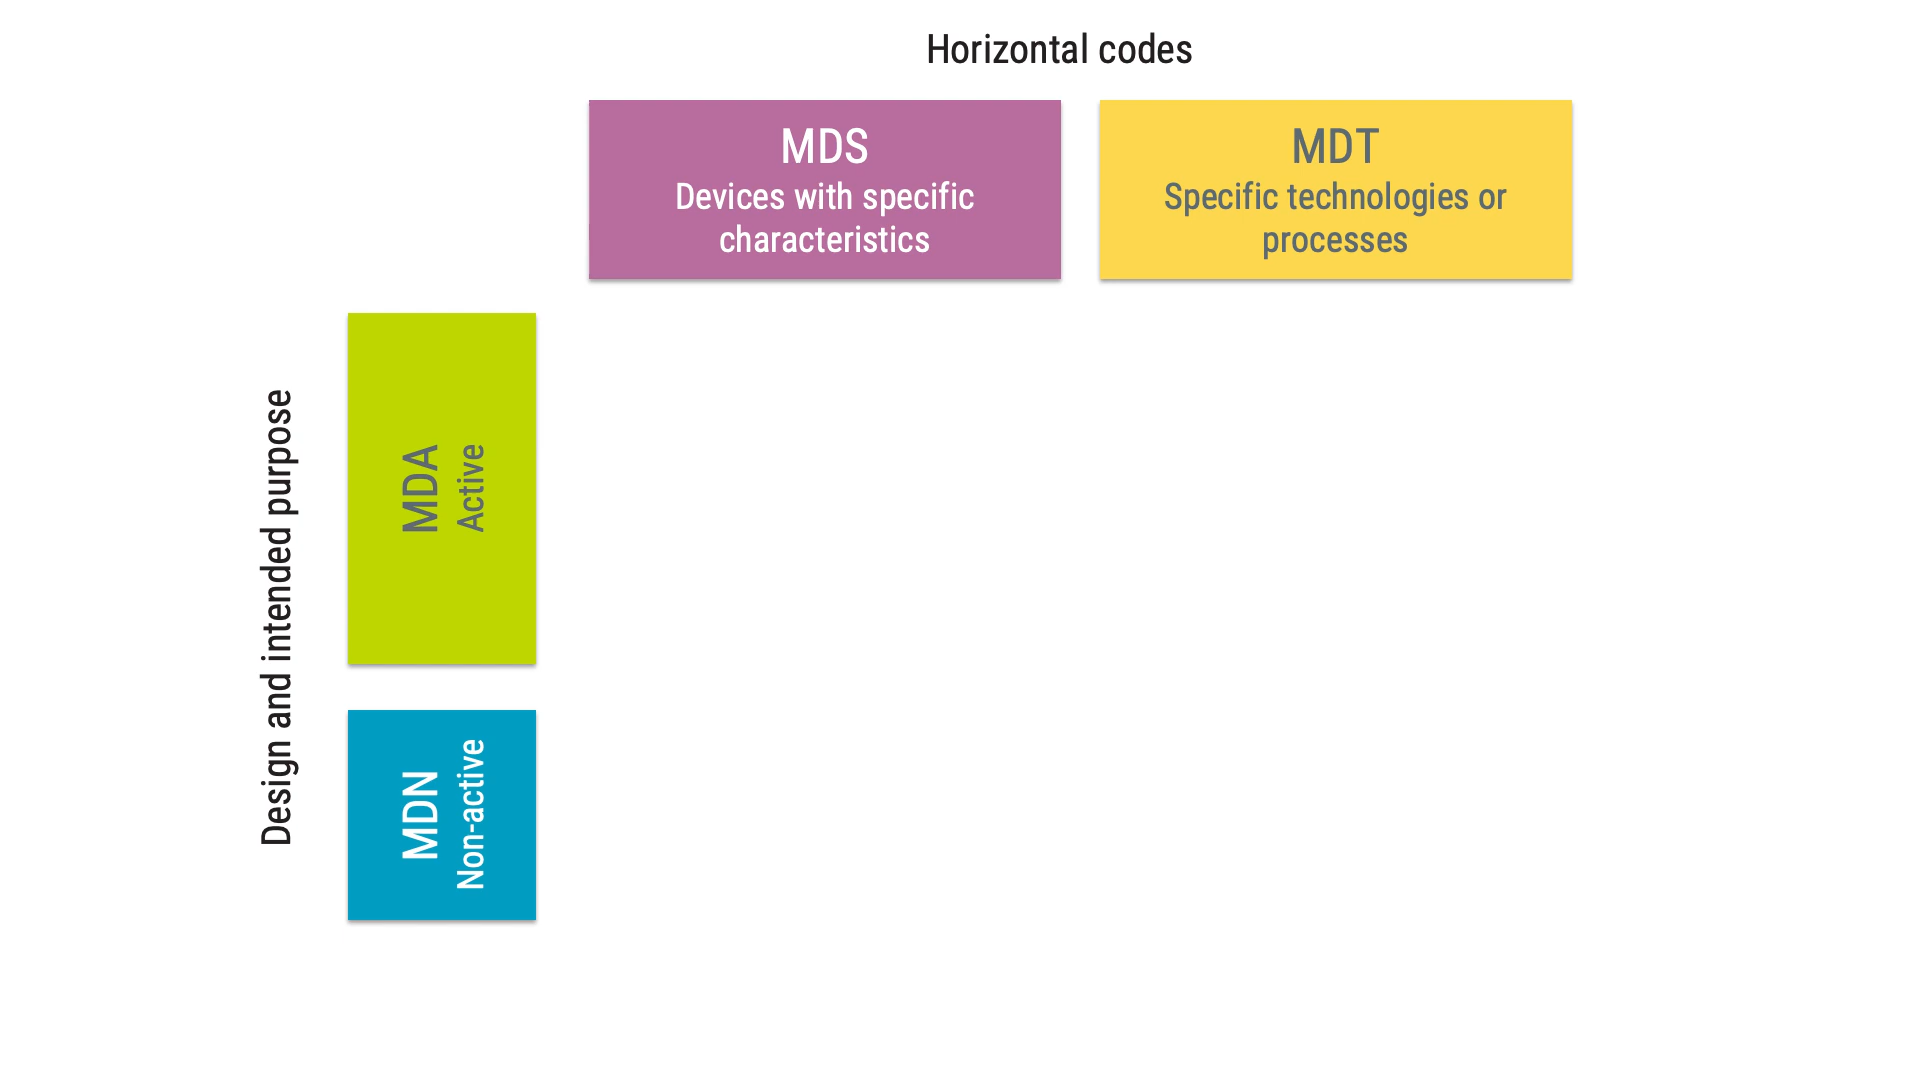 Horizontal codes
MDS
Devices with specific
characteristics
MDT
Specific technologies or
processes
Design and intended purpose
MDA
Active
MDN
Non-active